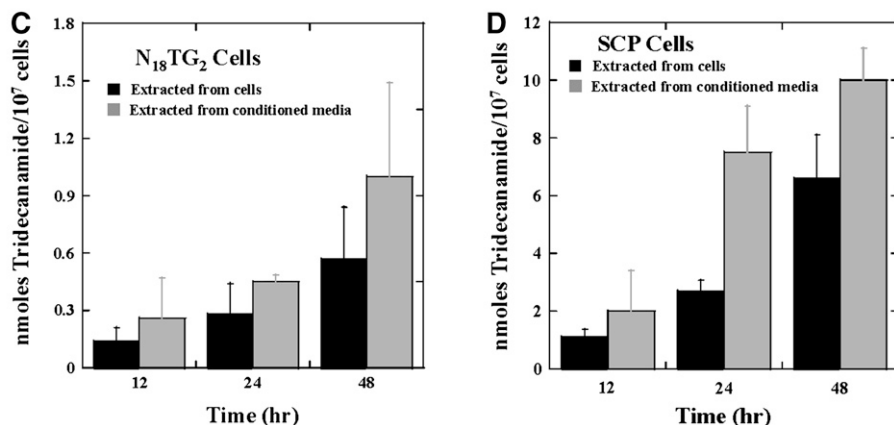 C
nmoles Tridecanamide/10⁷ cells
1.8
1.5
1.2
0.9
0.6
0.3
0
N₁₈TG₂ Cells
Extracted from cells
Extracted from conditioned media
12 24 48
Time (hr)
D
nmoles Tridecanamide/10⁷ cells
12
10
8
6
4
2
0
SCP Cells
Extracted from cells
Extracted from conditioned media
12 24 48
Time (hr)